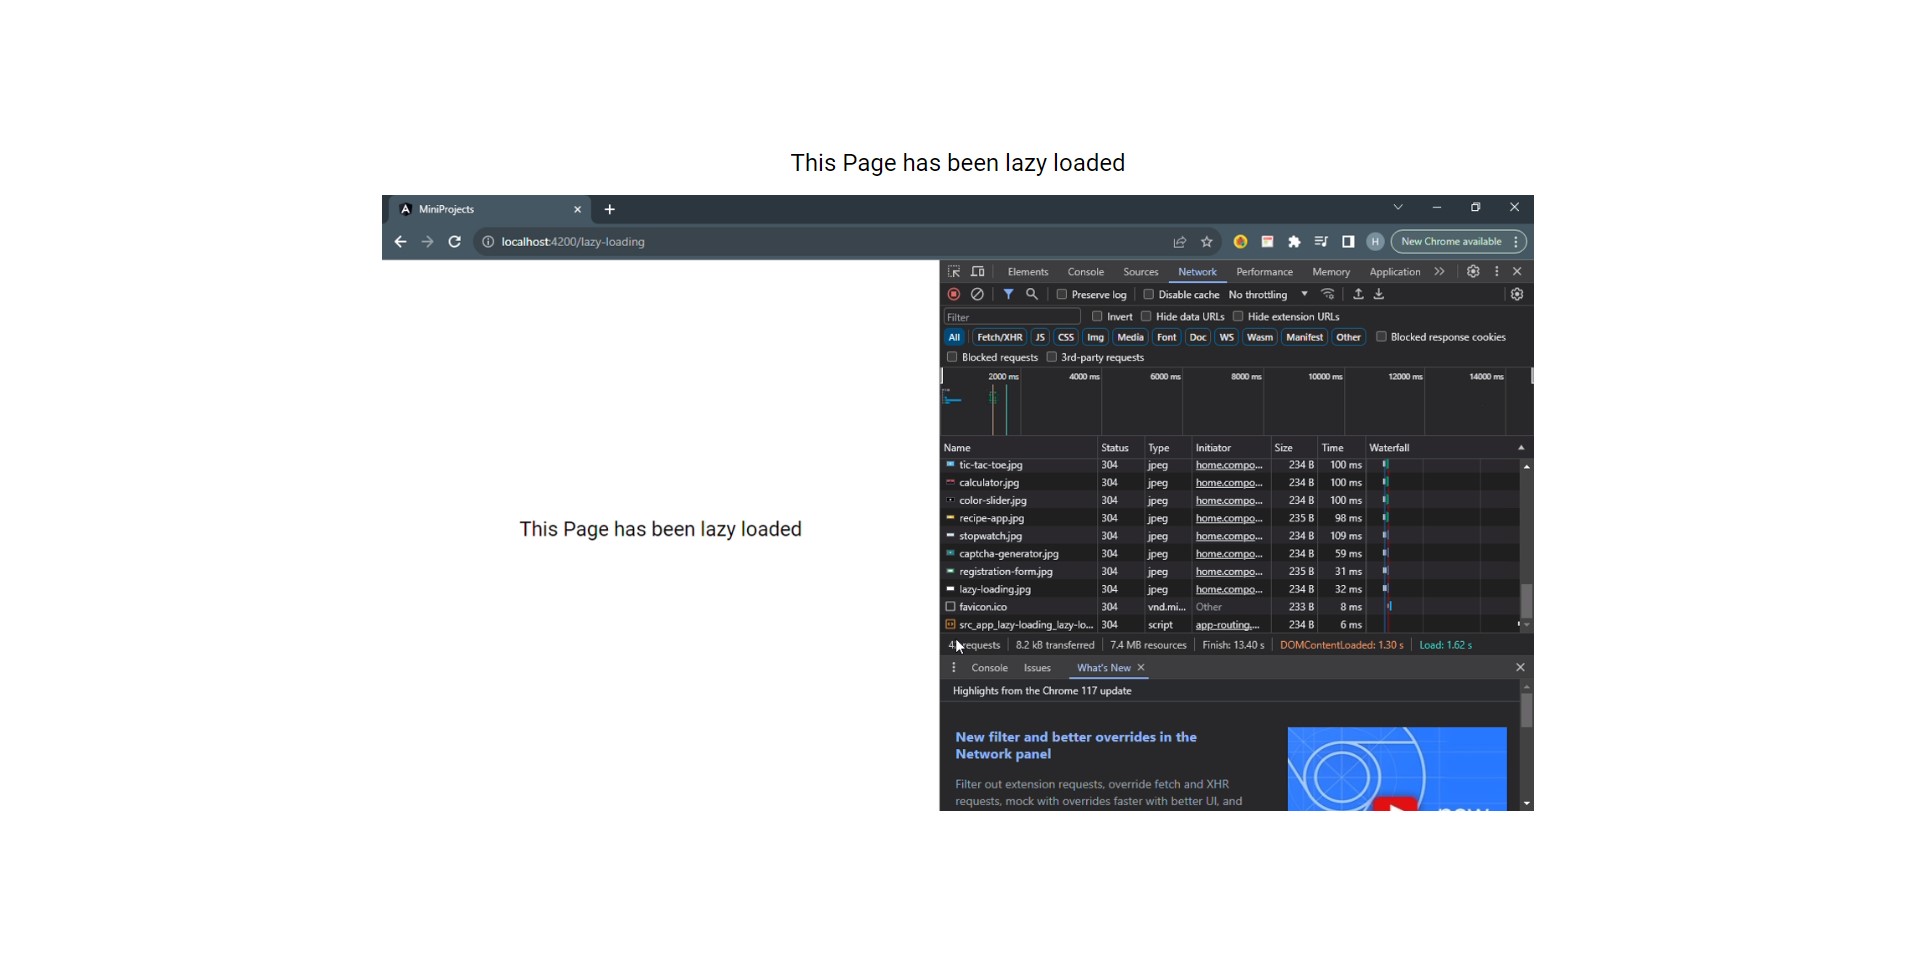 This Page has been lazy loaded
MiniProjects
localhost:4200/lazy-loading
H
New Chrome available
This Page has been lazy loaded
Elements Console Sources Network Performance Memory Application
Preserve log Disable cache No throttling
Filter Invert Hide data URLs Hide extension URLs
All Fetch/XHR JS CSS Img Media Font Doc WS Wasm Manifest Other Blocked response cookies
Blocked requests 3rd-party requests
2000 ms 4000 ms 6000 ms 8000 ms 10000 ms 12000 ms 14000 ms
Name Status Type Initiator Size Time Waterfall
tic-tac-toe.jpg 304 jpeg home.compo... 234 B 100 ms
calculator.jpg 304 jpeg home.compo... 234 B 100 ms
color-slider.jpg 304 jpeg home.compo... 234 B 100 ms
recipe-app.jpg 304 jpeg home.compo... 235 B 98 ms
stopwatch.jpg 304 jpeg home.compo... 234 B 109 ms
captcha-generator.jpg 304 jpeg home.compo... 234 B 59 ms
registration-form.jpg 304 jpeg home.compo... 235 B 31 ms
lazy-loading.jpg 304 jpeg home.compo... 234 B 32 ms
favicon.ico 304 vnd.mi... Other 233 B 8 ms
src_app_lazy-loading_lazy-lo... 304 script app-routing.... 234 B 6 ms
requests 8.2 kB transferred 7.4 MB resources Finish: 13.40 s DOMContentLoaded: 1.30 s Load: 1.62 s
Console Issues What's New
Highlights from the Chrome 117 update
New filter and better overrides in the
Network panel
Filter out extension requests, override fetch and XHR
requests, mock with overrides faster with better UI, and